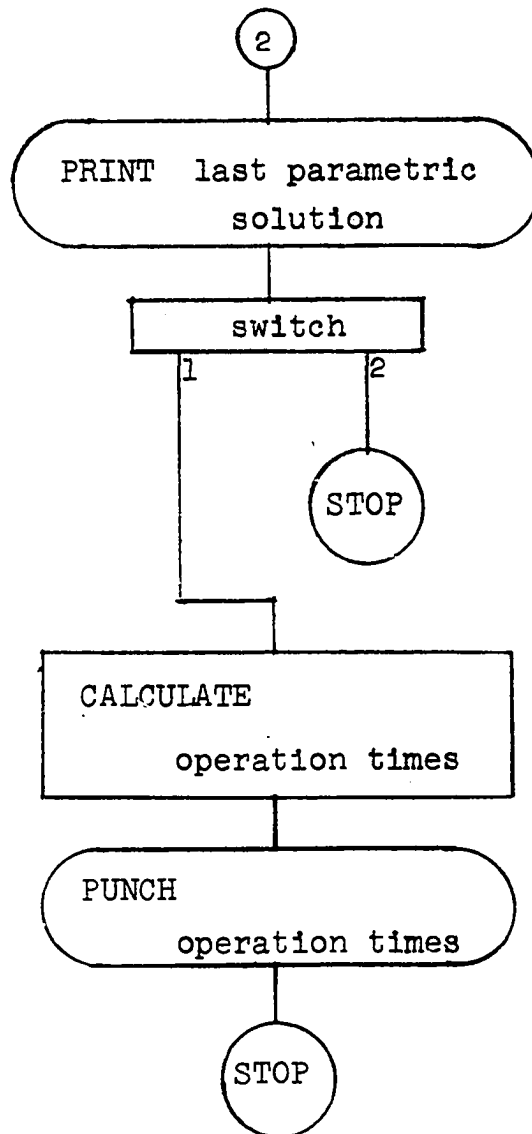 2
PRINT last parametric
solution
switch
1 2
STOP
CALCULATE
operation times
PUNCH
operation times
STOP